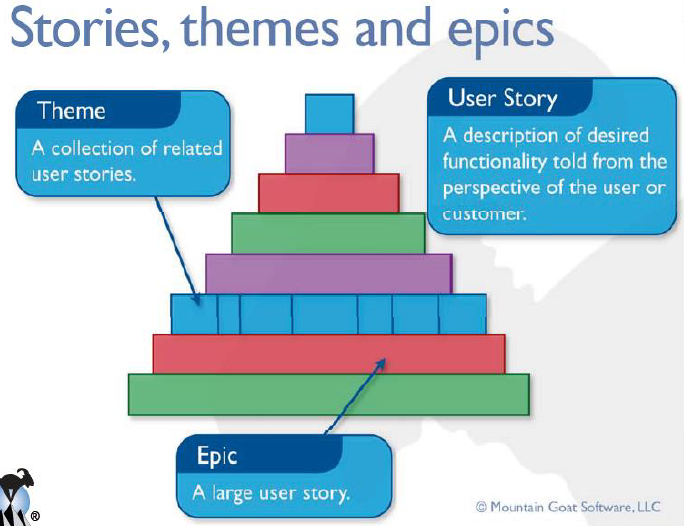 Stories, themes and epics
Theme
A collection of related
user stories.
User Story
A description of desired
functionality told from the
perspective of the user or
customer.
Epic
A large user story.
®
© Mountain Goat Software, LLC